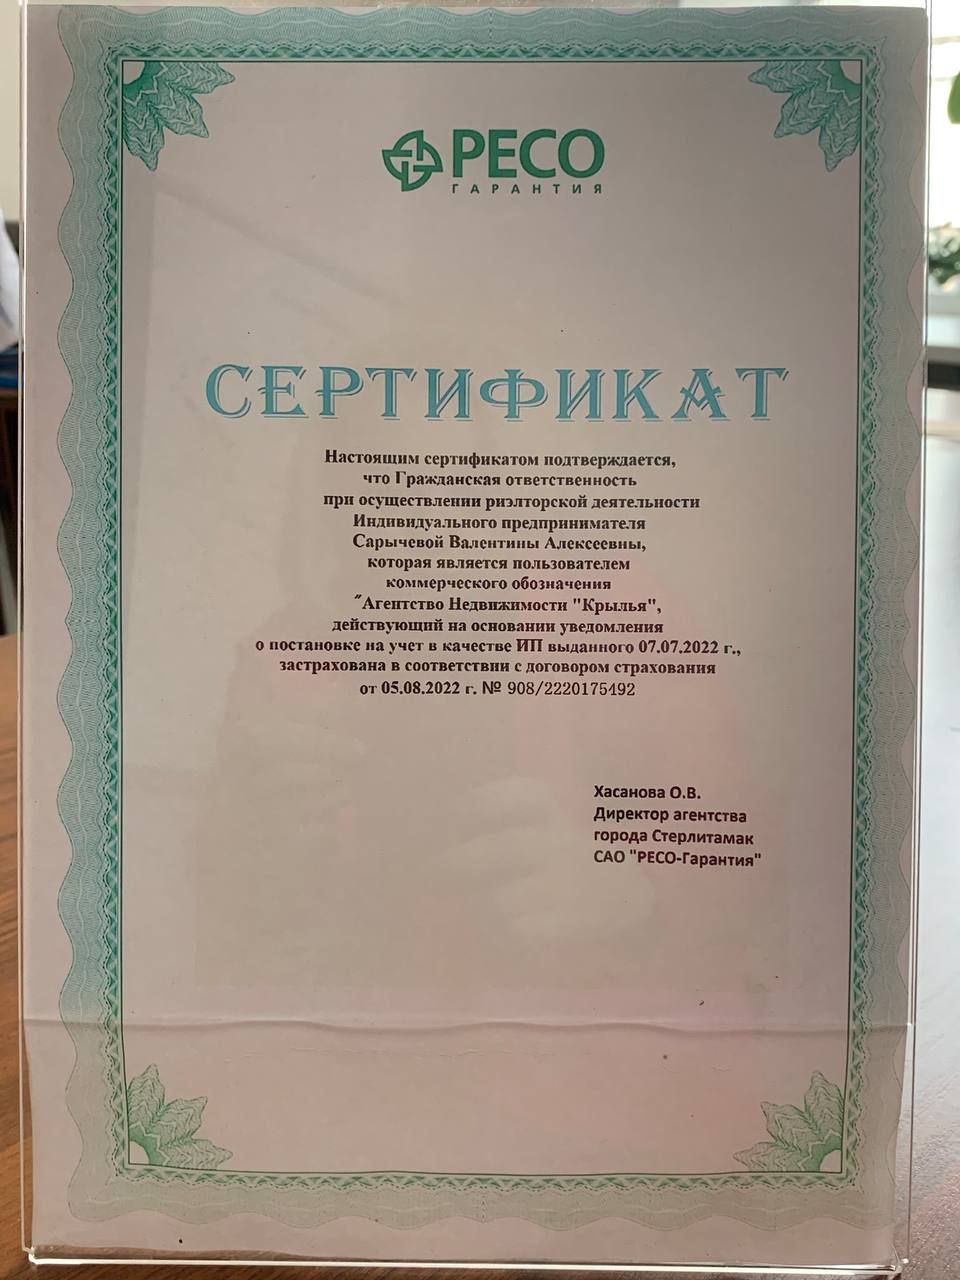 РЕСО
ГАРАНТИЯ
СЕРТИФИКАТ
Настоящим сертификатом подтверждается,
что Гражданская ответственность
при осуществлении риэлторской деятельности
Индивидуального предпринимателя
Сарычевой Валентины Алексеевны,
которая является пользователем
коммерческого обозначения
"Агентство Недвижимости "Крылья",
действующий на основании уведомления
о постановке на учет в качестве ИП выданного 07.07.2022 г.,
застрахована в соответствии с договором страхования
от 05.08.2022 г. № 908/2220175492
Хасанова О.В.
Директор агентства
города Стерлитамак
САО "РЕСО-Гарантия"